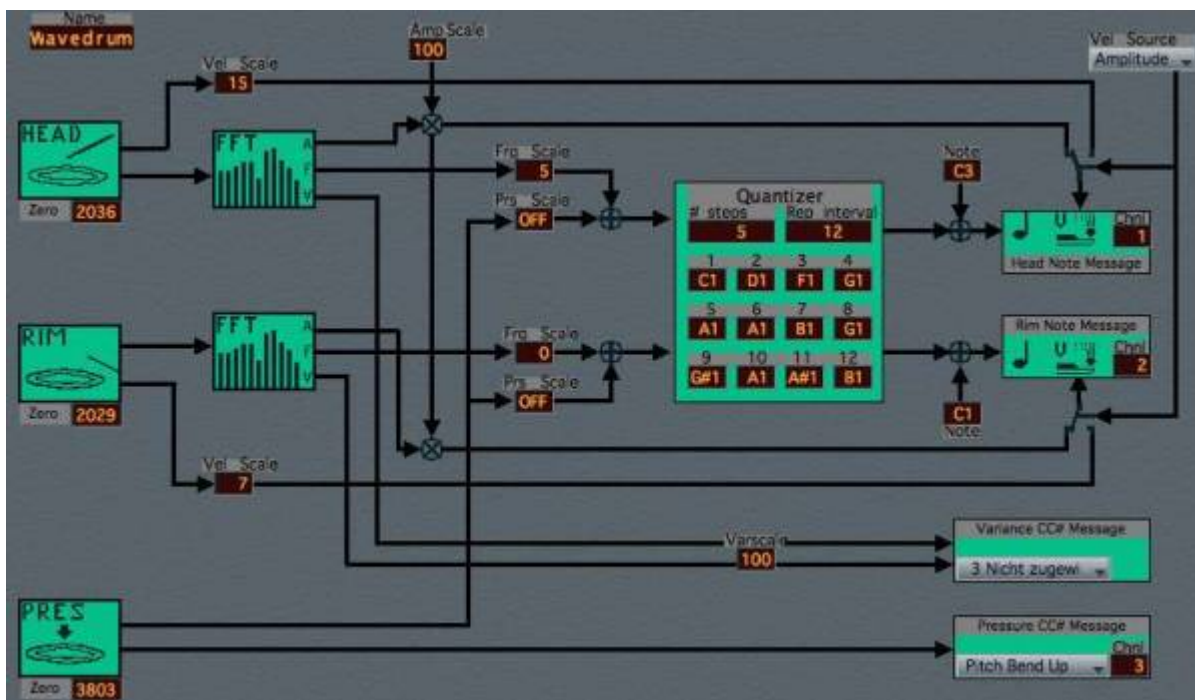 Name
Wavedrum
Amp Scale
100
Vel Source
Amplitude
Vel Scale
15
HEAD
Zero 2036
FFT
A
F
V
Frq Scale
5
Prs Scale
OFF
Note
C3
Quantizer
# steps Rep interval
5 12
1 2 3 4
C1 D1 F1 G1
5 6 7 8
A1 A1 B1 G1
9 10 11 12
G#1 A1 A#1 B1
Chnl
1
Head Note Message
RIM
Zero 2029
FFT
A
F
V
Frq Scale
0
Prs Scale
OFF
C1
Note
Rim Note Message
Chnl
2
Vel Scale
7
Varscale
100
Variance CC# Message
3 Nicht zugewi
PRES
Zero 3803
Pressure CC# Message
Chnl
Pitch Bend Up 3